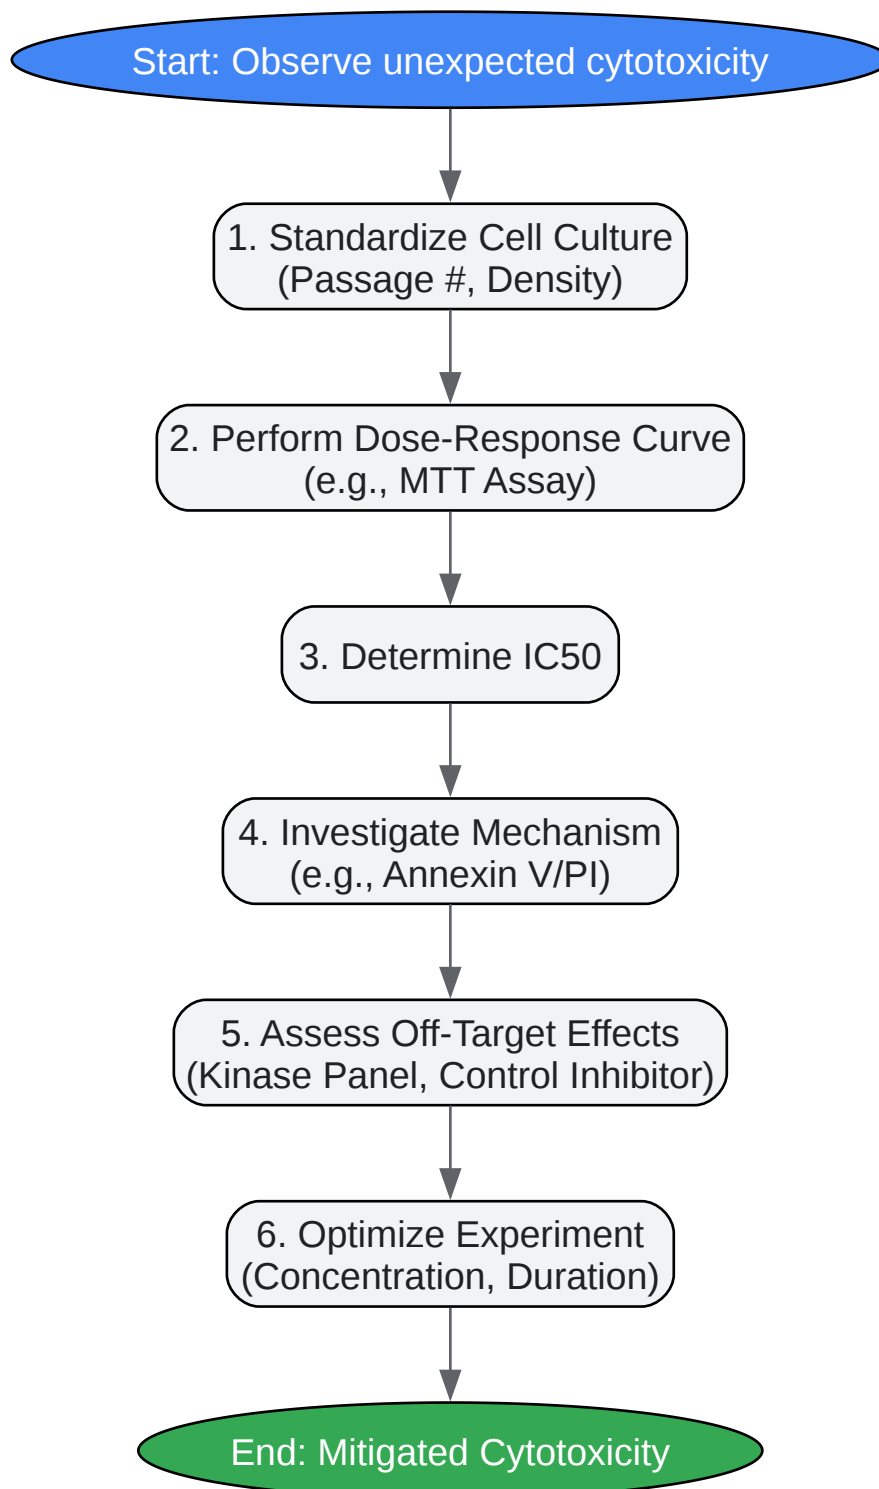 Start: Observe unexpected cytotoxicity
1. Standardize Cell Culture
(Passage #, Density)
2. Perform Dose-Response Curve
(e.g., MTT Assay)
3. Determine IC50
4. Investigate Mechanism
(e.g., Annexin V/PI)
5. Assess Off-Target Effects
(Kinase Panel, Control Inhibitor)
6. Optimize Experiment
(Concentration, Duration)
End: Mitigated Cytotoxicity